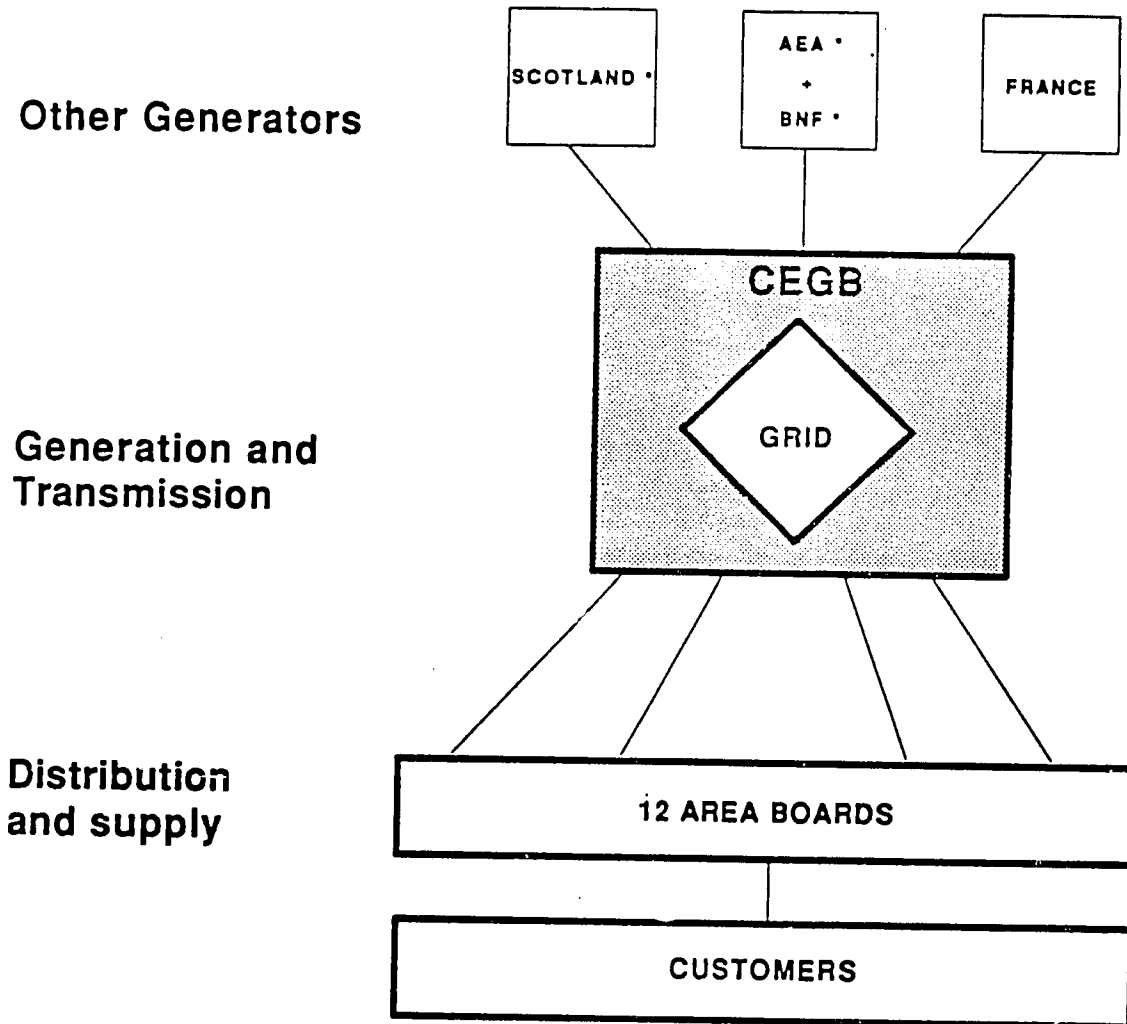 Other Generators
SCOTLAND *
AEA *
+
BNF *
FRANCE
CEGB
Generation and
Transmission
GRID
Distribution
and supply
12 AREA BOARDS
CUSTOMERS